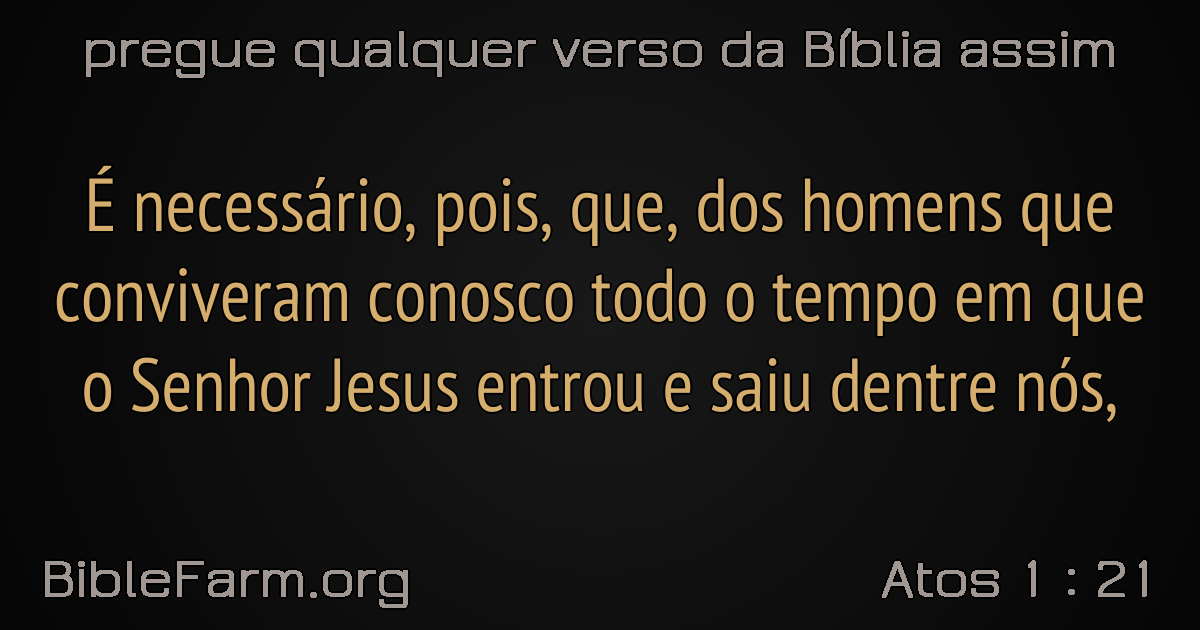 pregue qualquer verso da Bíblia assim
É necessário, pois, que, dos homens que
conviveram conosco todo o tempo em que
o Senhor Jesus entrou e saiu dentre nós,
BibleFarm.org
Atos 1 : 21